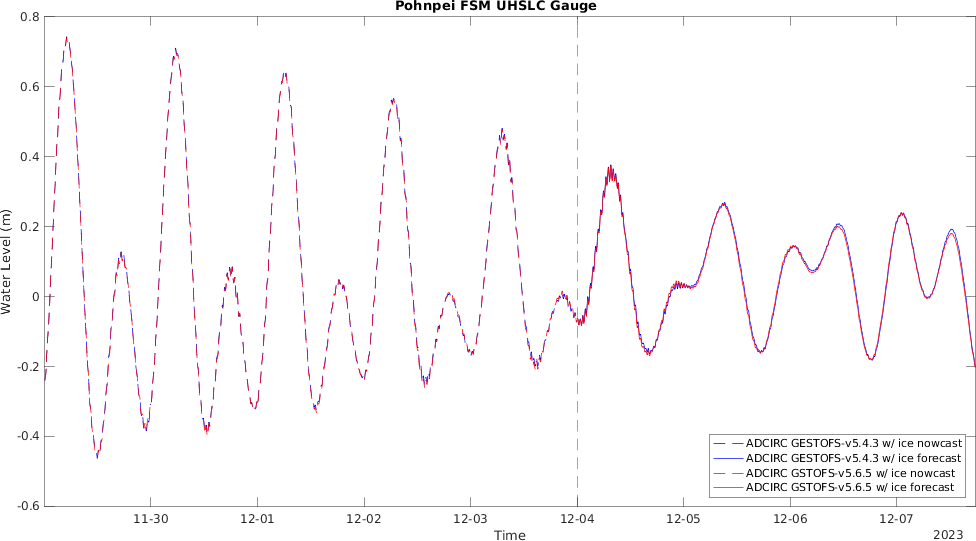 Pohnpei FSM UHSLC Gauge
0.8
0.6
0.4
0.2
0
-0.2
-0.4
-0.6
Water Level (m)
11-30
12-01
12-02
12-03
12-04
12-05
12-06
12-07
Time
2023
ADCIRC GESTOFS-v5.4.3 w/ ice nowcast
ADCIRC GESTOFS-v5.4.3 w/ ice forecast
ADCIRC GSTOFS-v5.6.5 w/ ice nowcast
ADCIRC GSTOFS-v5.6.5 w/ ice forecast